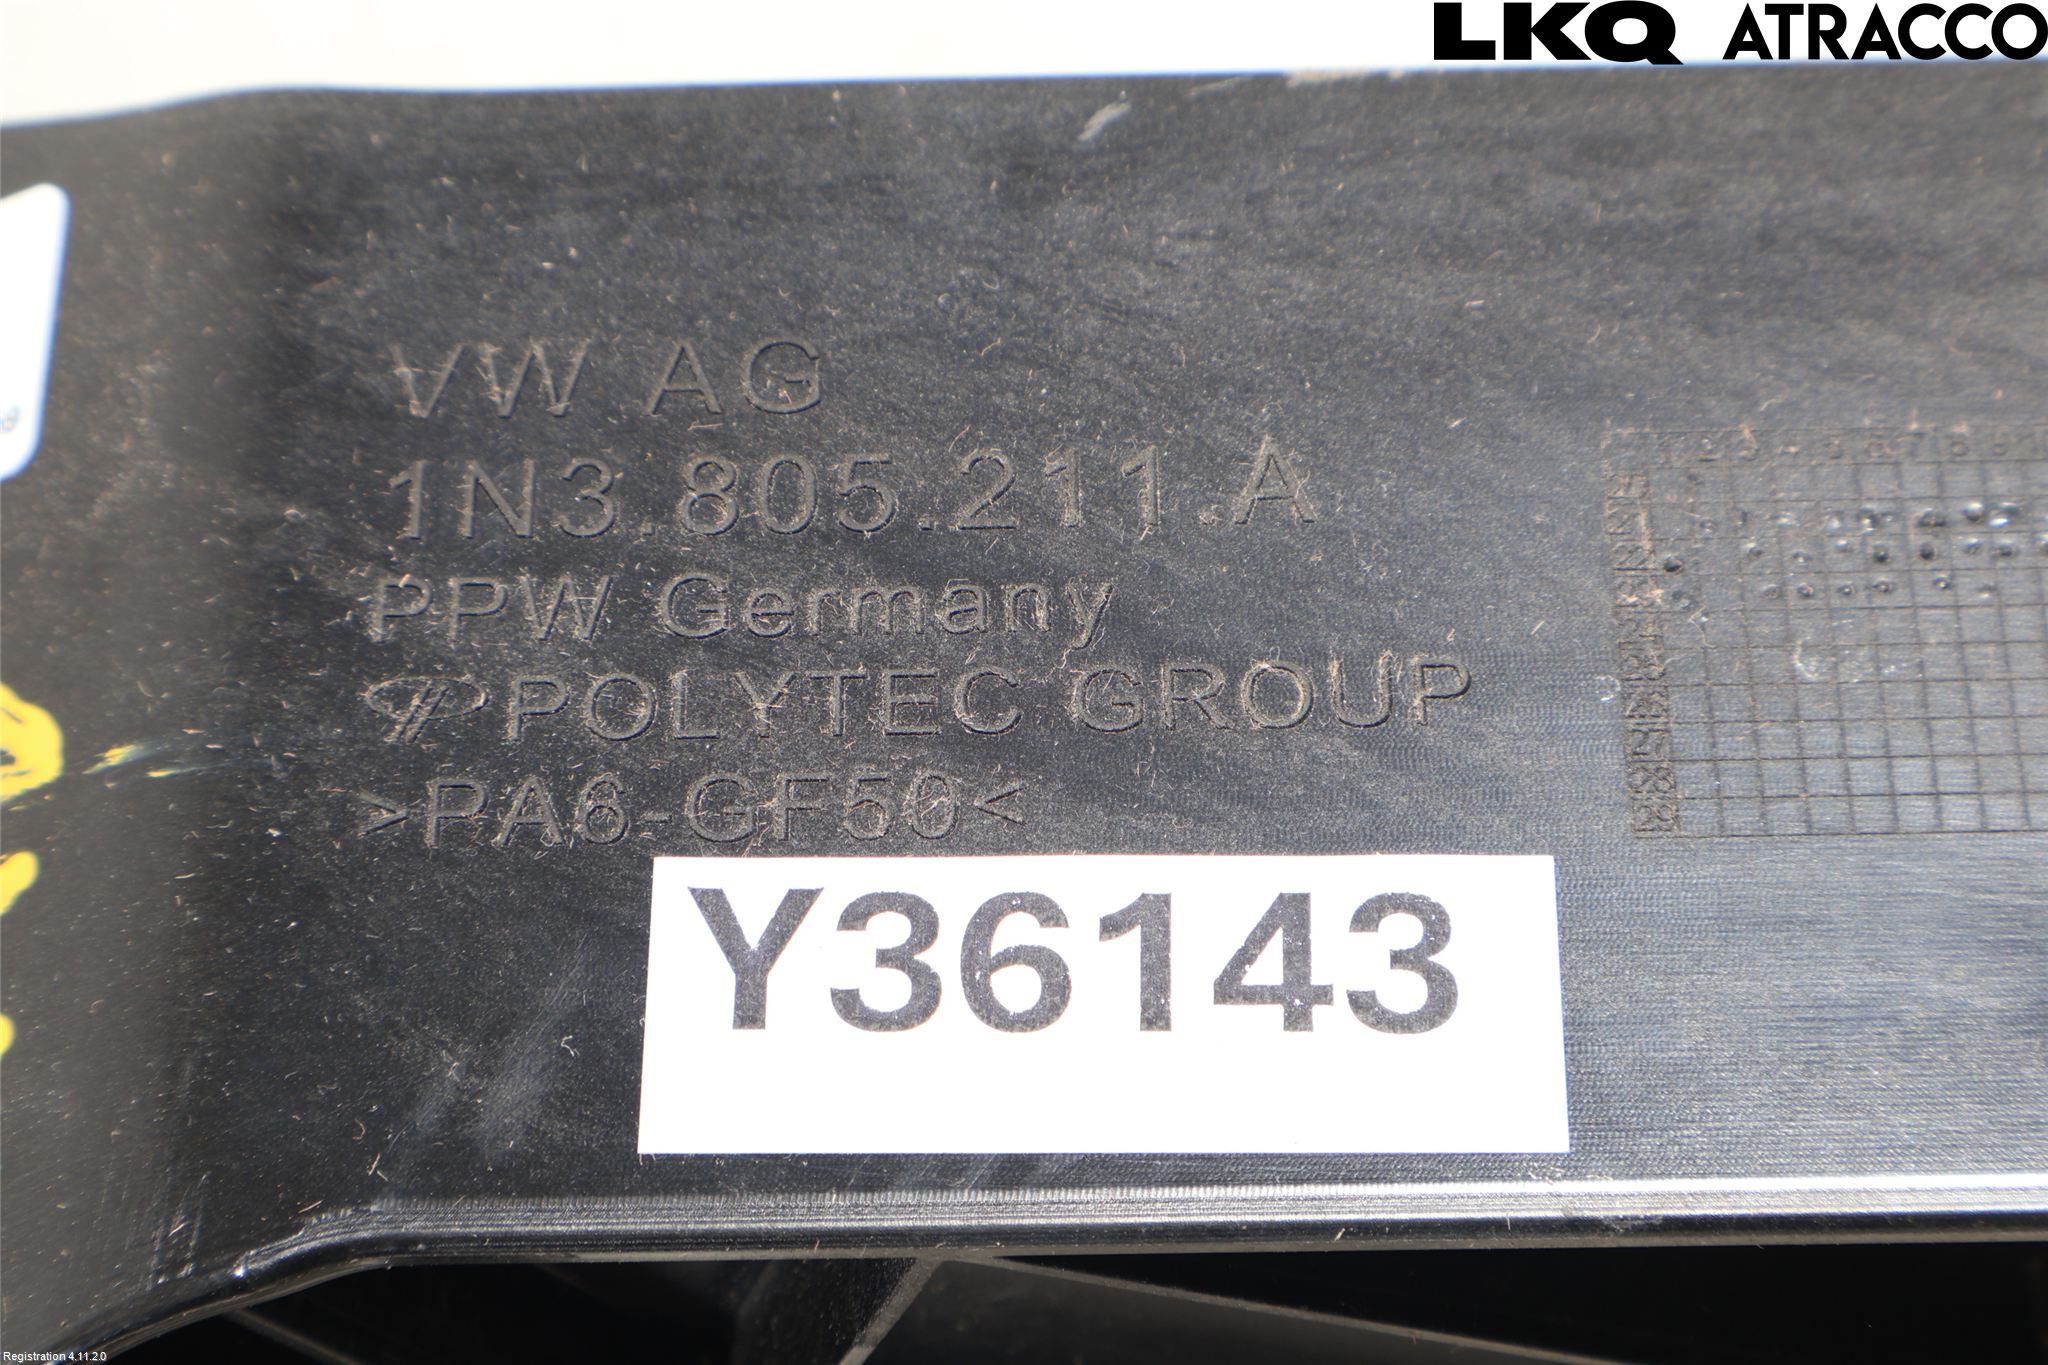 LKQ ATRACCO
VW AG
1N3.805.211.A
PPW Germany
POLYTEC GROUP
>PA6-GF50<
Y36143
Registration 4.11.2.0